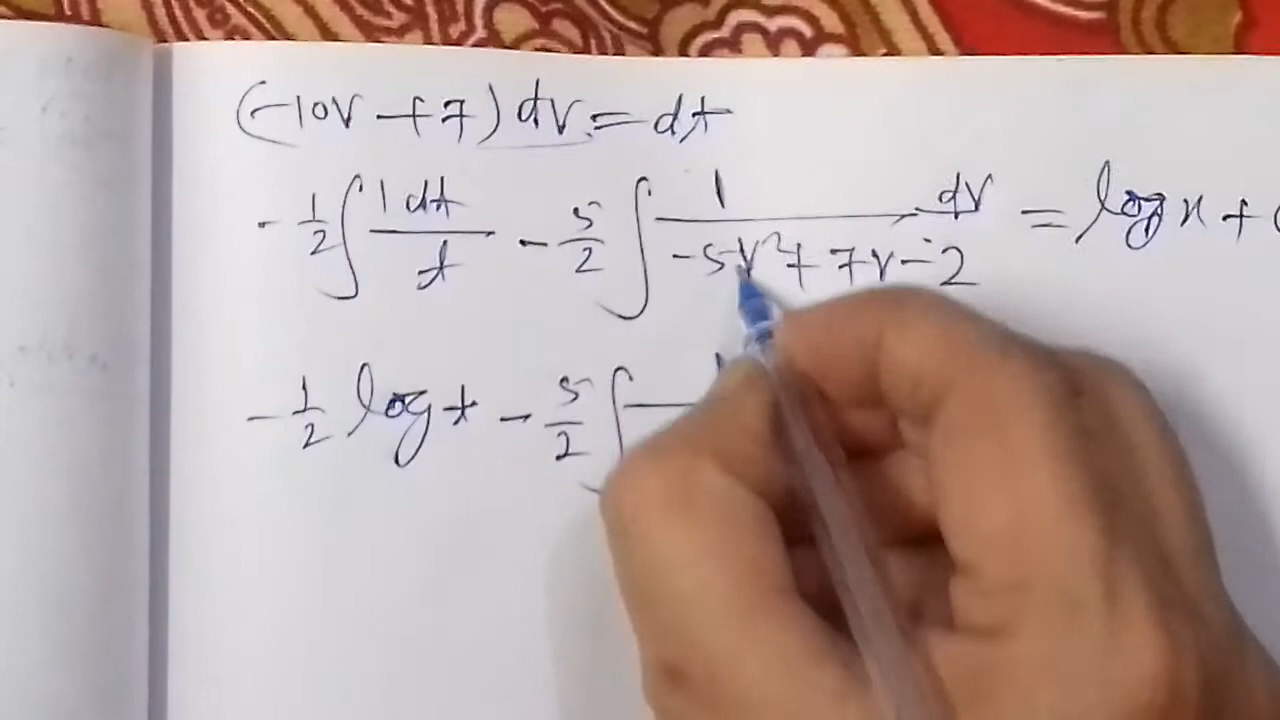 (-10v + 7) dv = dt
- 1/2 ∫ 1 dt / t - 5/2 ∫ 1 / -5v² + 7v - 2 dv = log x +
- 1/2 log t - 5/2 ∫ 1